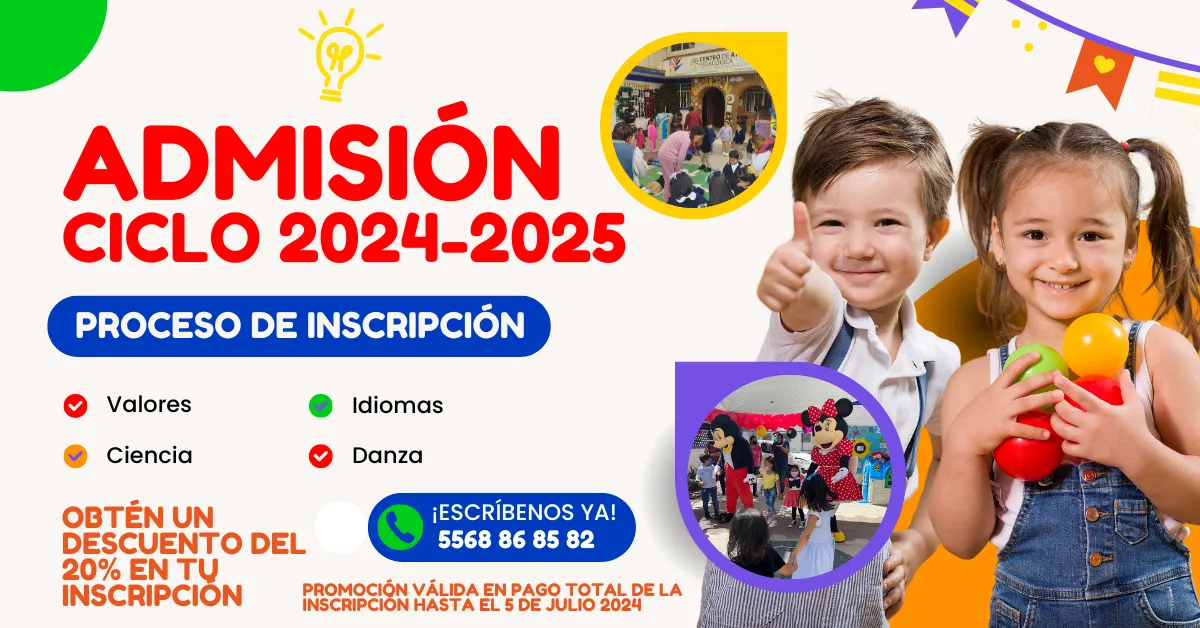 ADMISIÓN
CICLO 2024-2025
PROCESO DE INSCRIPCIÓN
Valores
Idiomas
Ciencia
Danza
OBTÉN UN
DESCUENTO DEL
20% EN TU
INSCRIPCIÓN
¡ESCRÍBENOS YA!
5568 86 85 82
PROMOCIÓN VÁLIDA EN PAGO TOTAL DE LA
INSCRIPCIÓN HASTA EL 5 DE JULIO 2024
CENTRO DE